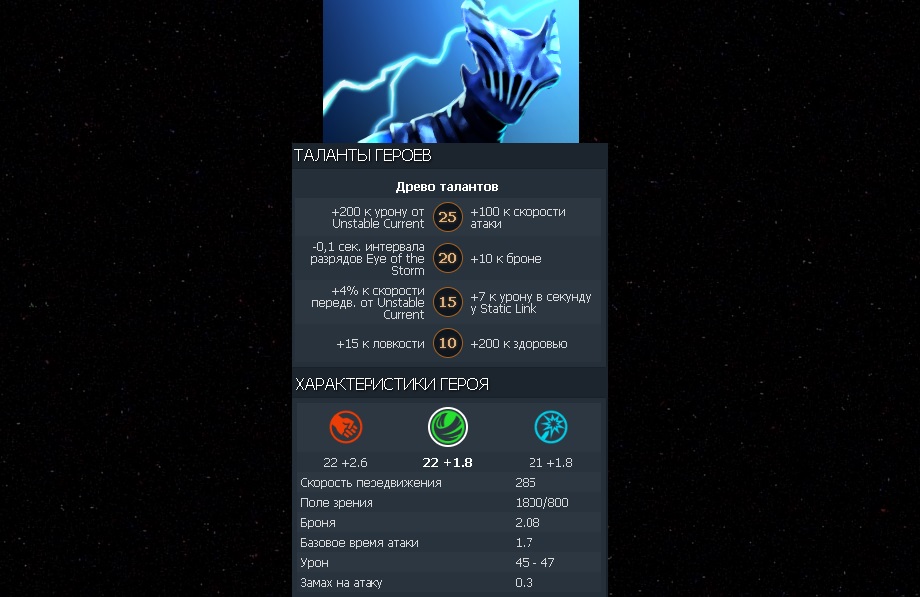 ТАЛАНТЫ ГЕРОЕВ
Древо талантов
+200 к урону от
Unstable Current
25
+100 к скорости
атаки
-0,1 сек. интервала
разрядов Eye of the
Storm
20
+10 к броне
+4% к скорости
передв. от Unstable
Current
15
+7 к урону в секунду
у Static Link
+15 к ловкости
10
+200 к здоровью
ХАРАКТЕРИСТИКИ ГЕРОЯ
22 +2.6
22 +1.8
21 +1.8
Скорость передвижения 285
Поле зрения 1800/800
Броня 2.08
Базовое время атаки 1.7
Урон 45 - 47
Замах на атаку 0.3